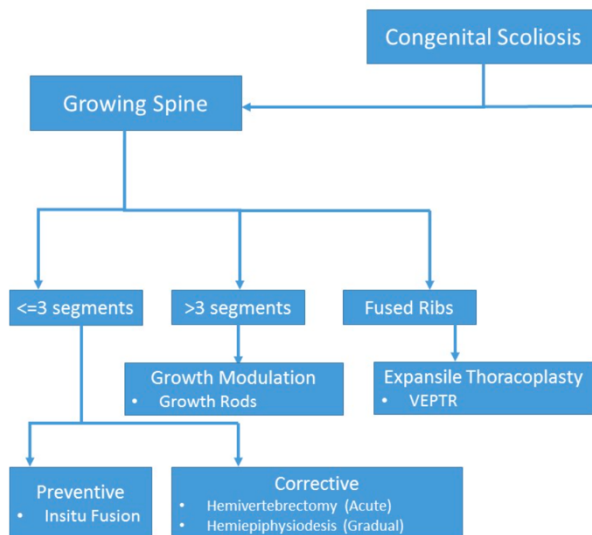 Congenital Scoliosis
Growing Spine
<=3 segments
>3 segments
Fused Ribs
Growth Modulation
• Growth Rods
Expansile Thoracoplasty
• VEPTR
Preventive
• Insitu Fusion
Corrective
• Hemivertebrectomy (Acute)
• Hemiepiphysiodesis (Gradual)